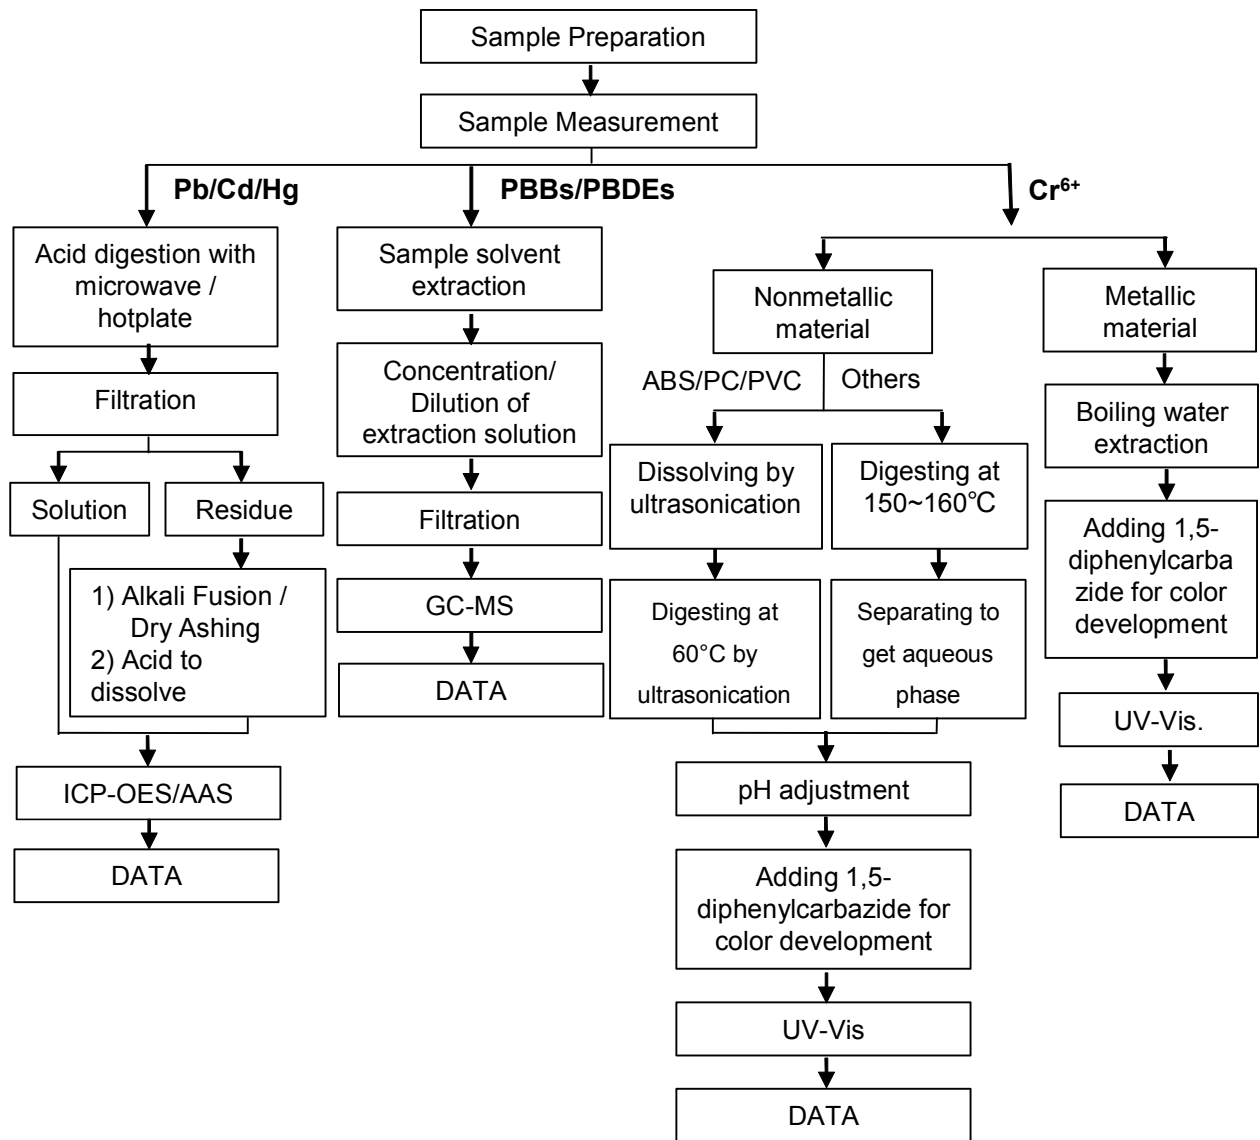 Sample Preparation
Sample Measurement
Pb/Cd/Hg
PBBs/PBDEs
Cr⁶⁺
Acid digestion with
microwave /
hotplate
Filtration
Solution
Residue
1) Alkali Fusion /
Dry Ashing
2) Acid to
dissolve
ICP-OES/AAS
DATA
Sample solvent
extraction
Concentration/
Dilution of
extraction solution
Filtration
GC-MS
DATA
Nonmetallic
material
ABS/PC/PVC
Others
Dissolving by
ultrasonication
Digesting at
60°C by
ultrasonication
Digesting at
150~160℃
Separating to
get aqueous
phase
pH adjustment
Adding 1,5-
diphenylcarbazide for
color development
UV-Vis
DATA
Metallic
material
Boiling water
extraction
Adding 1,5-
diphenylcarba
zide for color
development
UV-Vis.
DATA